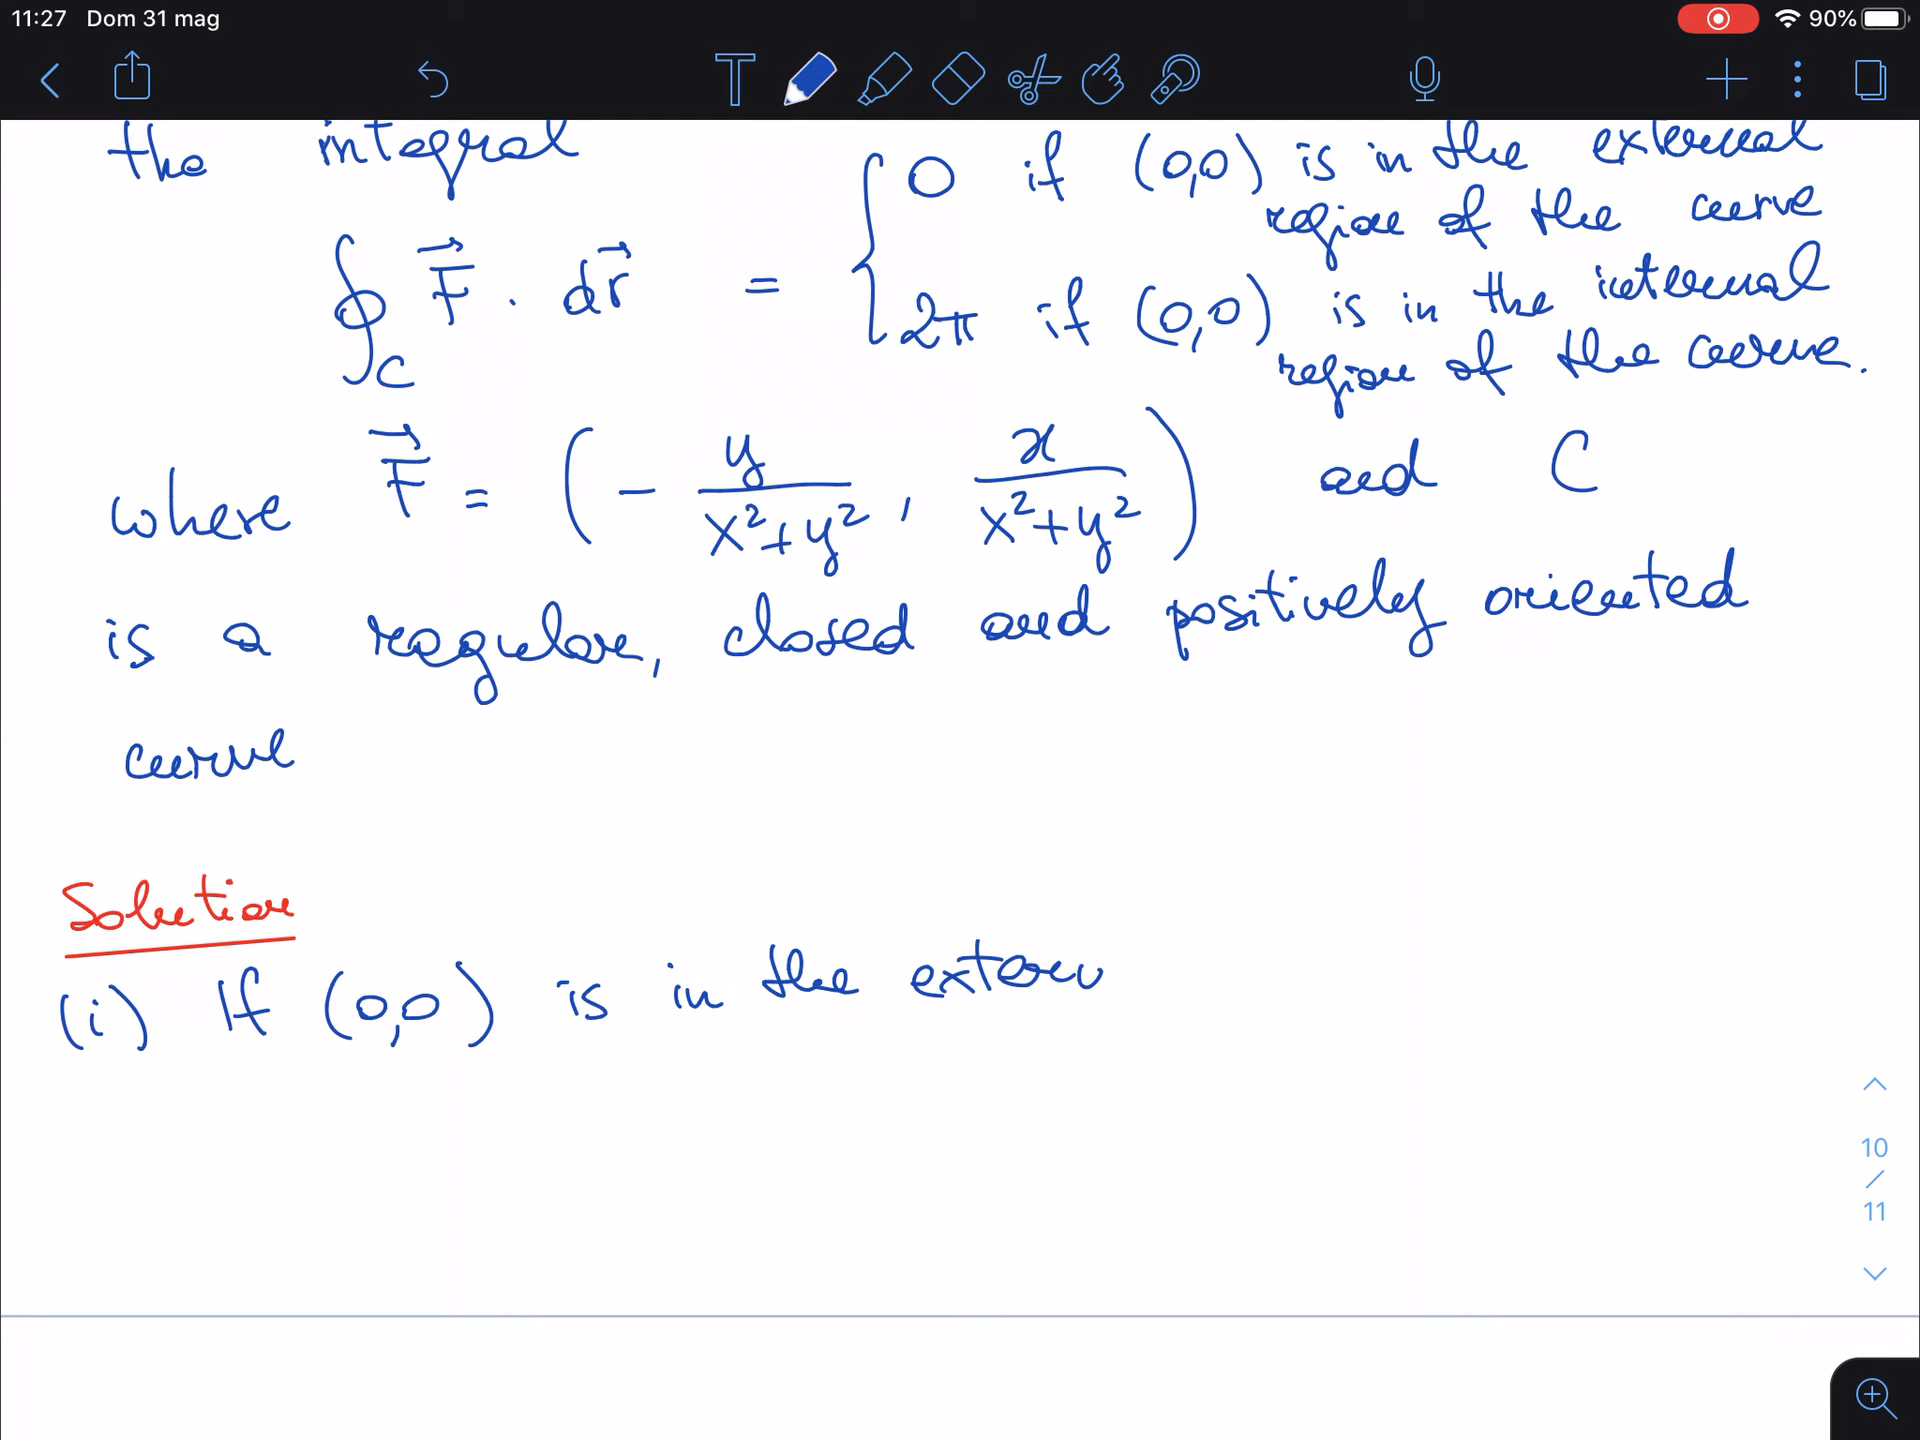 11:27 Dom 31 mag 90%
the integral
∮_C F⃗ · dr⃗ = { 0 if (0,0) is in the external region of the curve
2π if (0,0) is in the internal region of the curve.
where F⃗ = ( - y/(x²+y²) , x/(x²+y²) ) and C
is a regular, closed and positively oriented
curve
Solution
(i) If (0,0) is in the extern
10
/
11